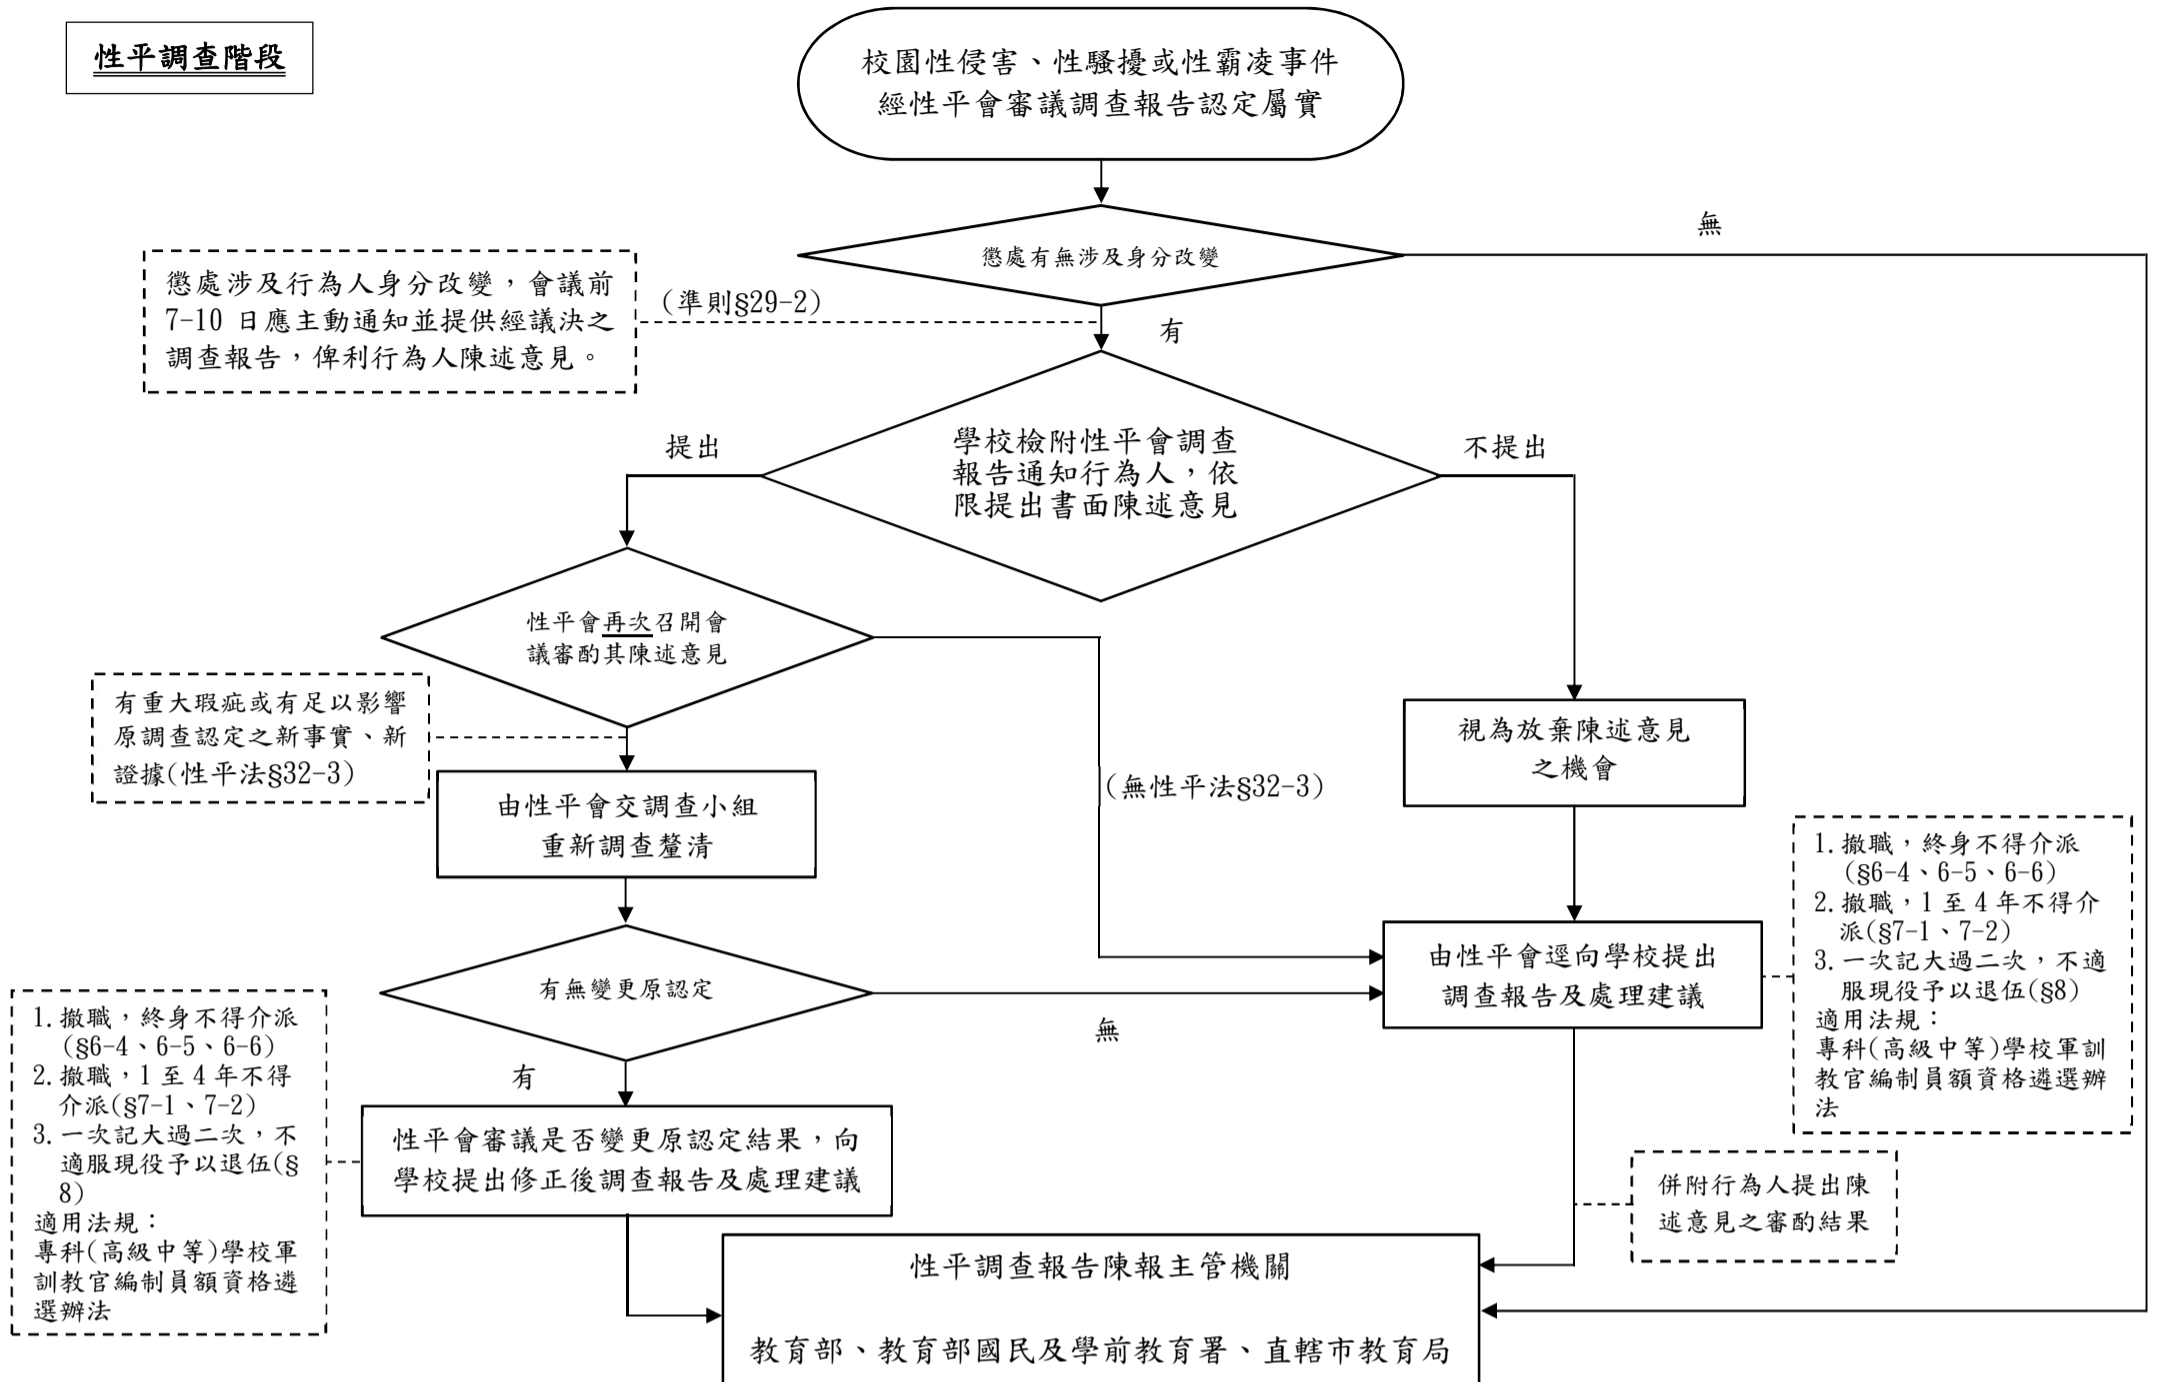 性平調查階段
校園性侵害、性騷擾或性霸凌事件
經性平會審議調查報告認定屬實
懲處有無涉及身分改變
無
懲處涉及行為人身分改變，會議前
7-10 日應主動通知並提供經議決之
調查報告，俾利行為人陳述意見。
(準則§29-2)
有
學校檢附性平會調查
報告通知行為人，依
限提出書面陳述意見
提出
不提出
性平會再次召開會
議審酌其陳述意見
有重大瑕疵或有足以影響
原調查認定之新事實、新
證據(性平法§32-3)
(無性平法§32-3)
視為放棄陳述意見
之機會
由性平會交調查小組
重新調查釐清
1.撤職，終身不得介派
(§6-4、6-5、6-6)
2.撤職，1 至 4 年不得介
派(§7-1、7-2)
3.一次記大過二次，不適
服現役予以退伍(§8)
適用法規：
專科(高級中等)學校軍訓
教官編制員額資格遴選辦
法
由性平會逕向學校提出
調查報告及處理建議
有無變更原認定
無
有
1.撤職，終身不得介派
(§6-4、6-5、6-6)
2.撤職，1 至 4 年不得
介派(§7-1、7-2)
3.一次記大過二次，不
適服現役予以退伍(§
8)
適用法規：
專科(高級中等)學校軍
訓教官編制員額資格遴
選辦法
性平會審議是否變更原認定結果，向
學校提出修正後調查報告及處理建議
併附行為人提出陳
述意見之審酌結果
性平調查報告陳報主管機關
教育部、教育部國民及學前教育署、直轄市教育局